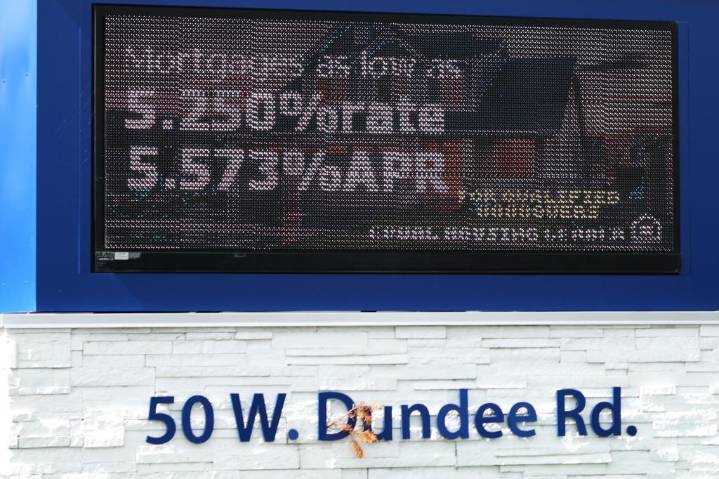 Mortgages as low as
5.250%rate
5.573%APR
FOR QUALIFIED
BORROWERS
EQUAL HOUSING LENDER
50 W. Dundee Rd.